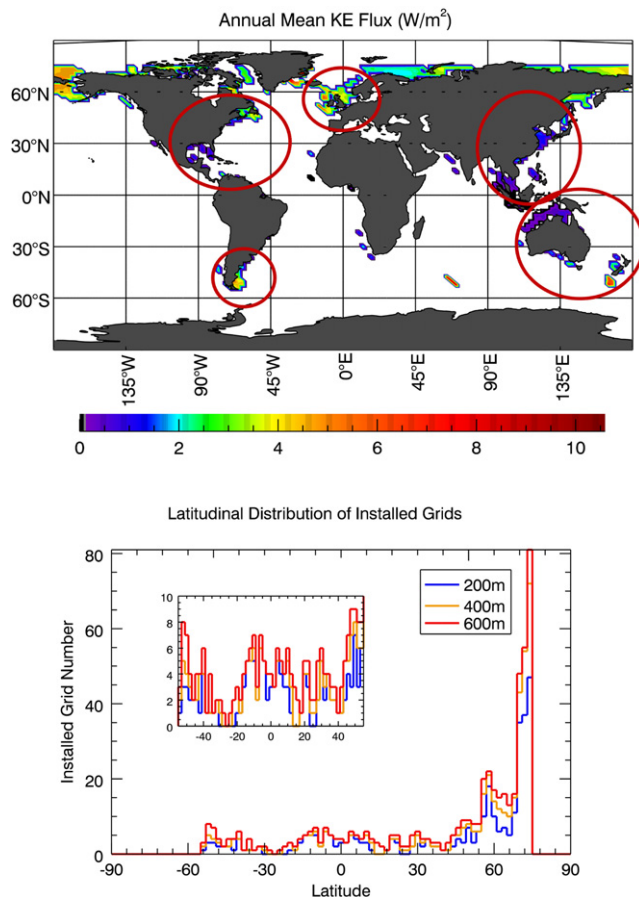 Annual Mean KE Flux (W/m²)
60°N
30°N
0°N
30°S
60°S
135°W 90°W 45°W 0°E 45°E 90°E 135°E
0 2 4 6 8 10
Latitudinal Distribution of Installed Grids
80
60
40
20
0
Installed Grid Number
10
8
6
4
2
0
-40 -20 0 20 40
200m
400m
600m
-90 -60 -30 0 30 60 90
Latitude